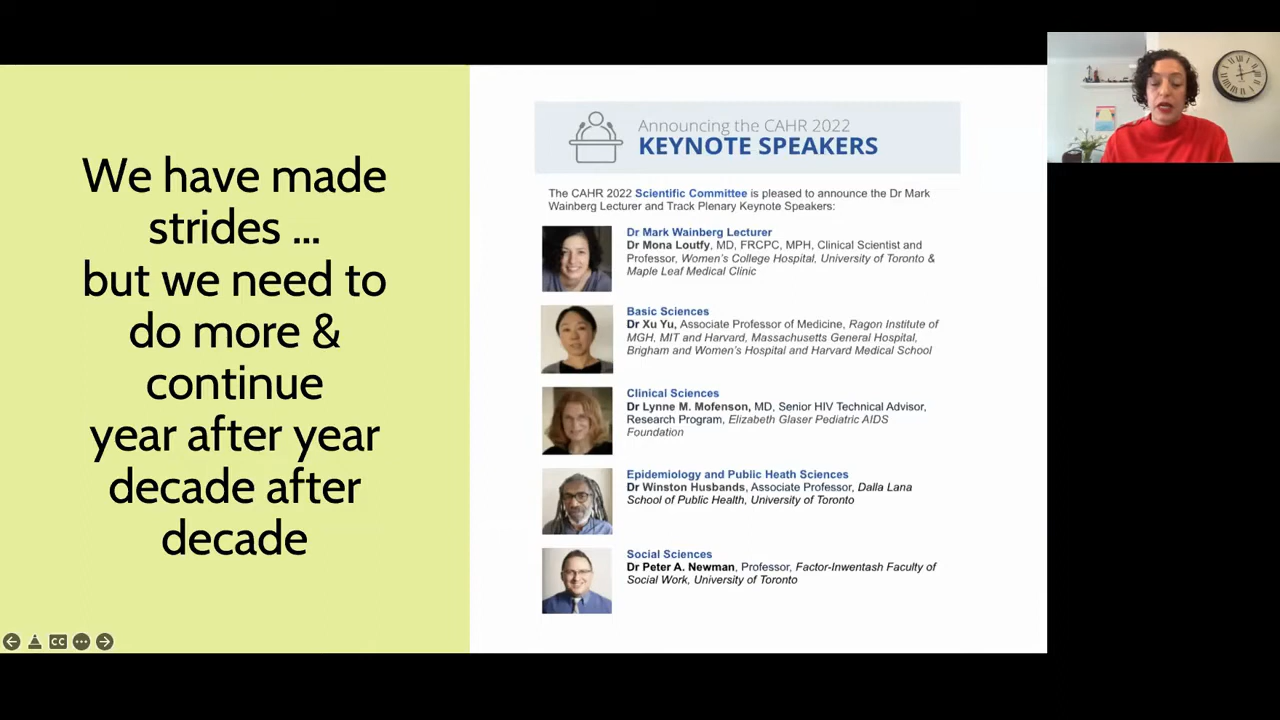 We have made
strides ...
but we need to
do more &
continue
year after year
decade after
decade
Announcing the CAHR 2022
KEYNOTE SPEAKERS
The CAHR 2022 Scientific Committee is pleased to announce the Dr Mark
Wainberg Lecturer and Track Plenary Keynote Speakers:
Dr Mark Wainberg Lecturer
Dr Mona Loutfy, MD, FRCPC, MPH, Clinical Scientist and
Professor, Women's College Hospital, University of Toronto &
Maple Leaf Medical Clinic
Basic Sciences
Dr Xu Yu, Associate Professor of Medicine, Ragon Institute of
MGH, MIT and Harvard, Massachusetts General Hospital,
Brigham and Women's Hospital and Harvard Medical School
Clinical Sciences
Dr Lynne M. Mofenson, MD, Senior HIV Technical Advisor,
Research Program, Elizabeth Glaser Pediatric AIDS
Foundation
Epidemiology and Public Heath Sciences
Dr Winston Husbands, Associate Professor, Dalla Lana
School of Public Health, University of Toronto
Social Sciences
Dr Peter A. Newman, Professor, Factor-Inwentash Faculty of
Social Work, University of Toronto
CC